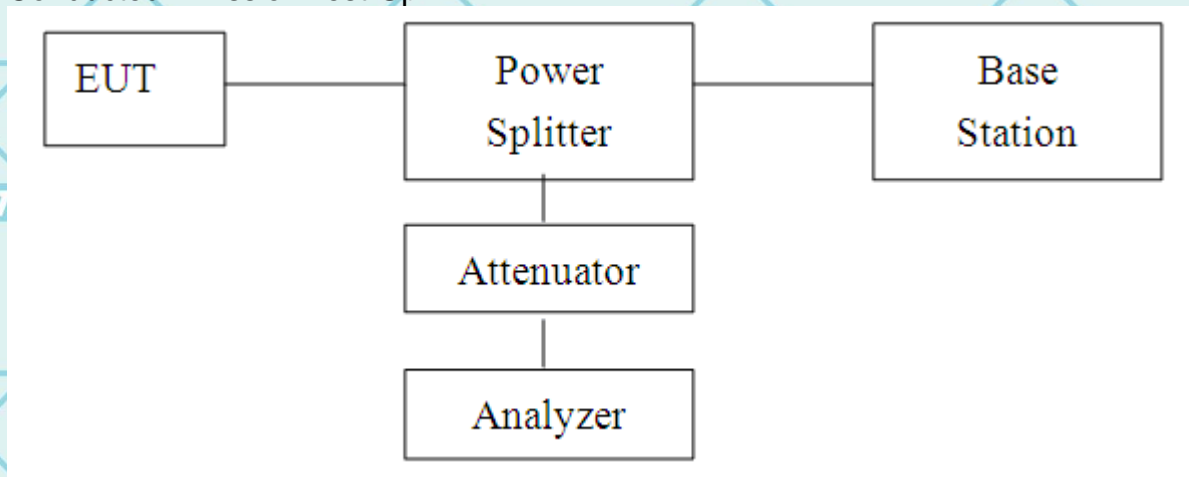 EUT
Power
Splitter
Base
Station
Attenuator
Analyzer